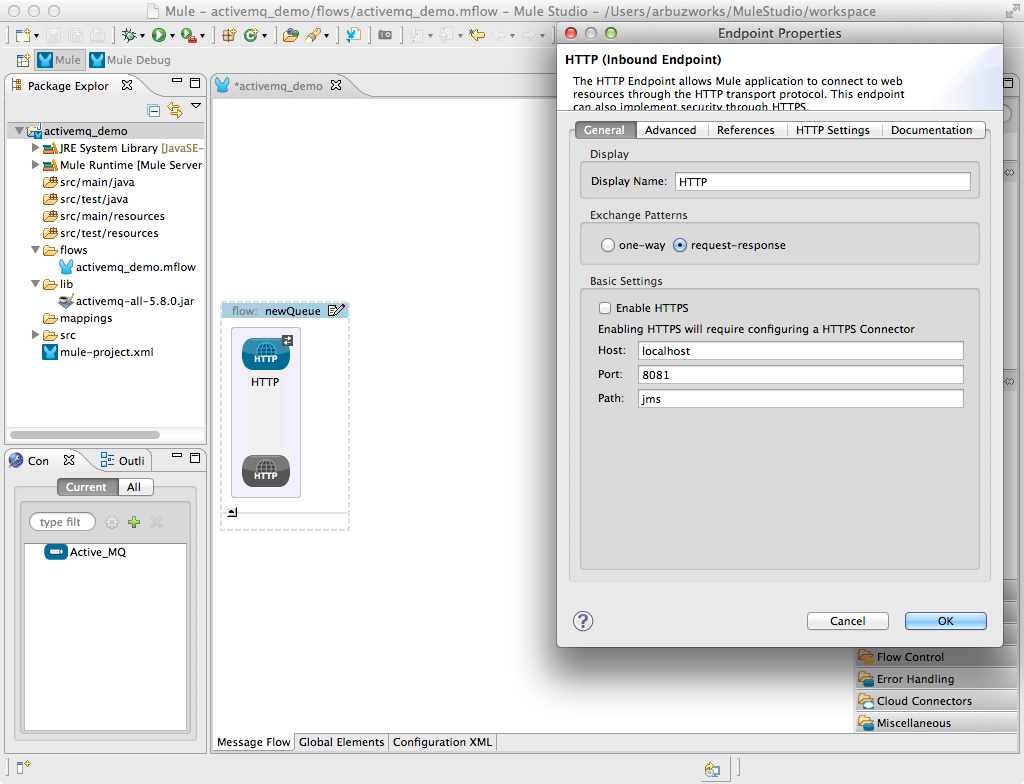 Mule - activemq_demo/flows/activemq_demo.mflow - Mule Studio - /Users/arbuzworks/MuleStudio/workspace
Mule
Mule Debug
Package Explor
activemq_demo
JRE System Library [JavaSE-
Mule Runtime [Mule Server
src/main/java
src/test/java
src/main/resources
src/test/resources
flows
activemq_demo.mflow
lib
activemq-all-5.8.0.jar
mappings
src
mule-project.xml
Con
Outli
Current
All
type filt
Active_MQ
*activemq_demo
flow: newQueue
HTTP
HTTP
HTTP
Message Flow
Global Elements
Configuration XML
Endpoint Properties
HTTP (Inbound Endpoint)
The HTTP Endpoint allows Mule application to connect to web
resources through the HTTP transport protocol. This endpoint
can also implement security through HTTPS.
General
Advanced
References
HTTP Settings
Documentation
Display
Display Name: HTTP
Exchange Patterns
one-way
request-response
Basic Settings
Enable HTTPS
Enabling HTTPS will require configuring a HTTPS Connector
Host: localhost
Port: 8081
Path: jms
?
Cancel
OK
Flow Control
Error Handling
Cloud Connectors
Miscellaneous